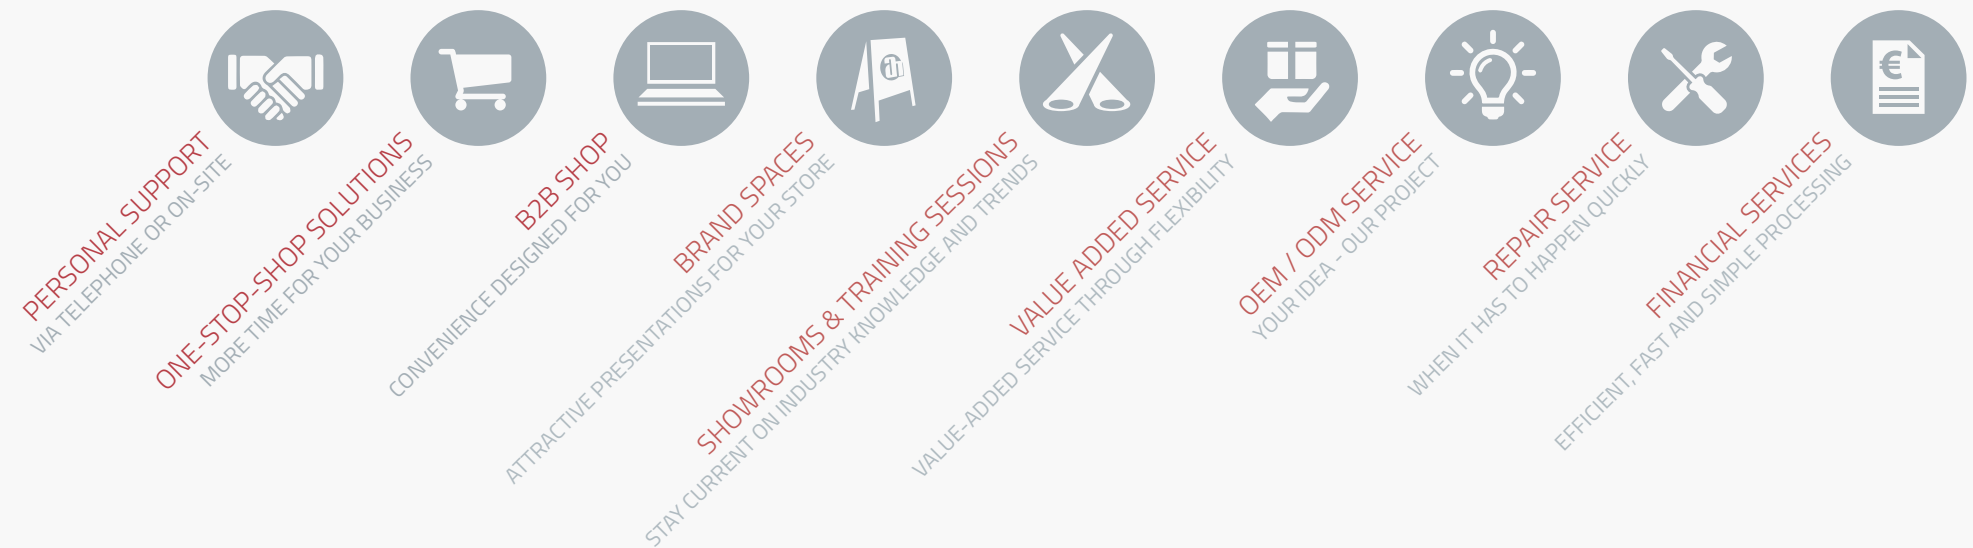 PERSONAL SUPPORT
VIA TELEPHONE OR ON-SITE
ONE-STOP-SHOP SOLUTIONS
MORE TIME FOR YOUR BUSINESS
B2B SHOP
CONVENIENCE DESIGNED FOR YOU
BRAND SPACES
ATTRACTIVE PRESENTATIONS FOR YOUR STORE
SHOWROOMS & TRAINING SESSIONS
STAY CURRENT ON INDUSTRY KNOWLEDGE AND TRENDS
VALUE ADDED SERVICE
VALUE-ADDED SERVICE THROUGH FLEXIBILITY
OEM / ODM SERVICE
YOUR IDEA - OUR PROJECT
REPAIR SERVICE
WHEN IT HAS TO HAPPEN QUICKLY
€
FINANCIAL SERVICES
EFFICIENT, FAST AND SIMPLE PROCESSING